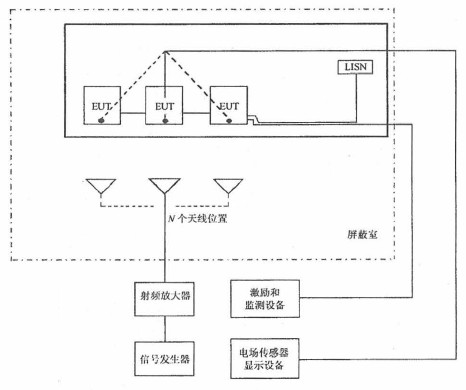 LISN
EUT EUT EUT
N个天线位置
屏蔽室
射频放大器
激励和
监测设备
信号发生器
电场传感器
显示设备